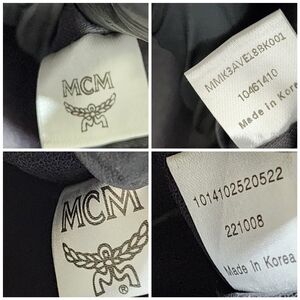 MCM
MMK3AVE18BK001
10461410
Made in Korea
MCM
®
1014102520522
221008
Made in Korea